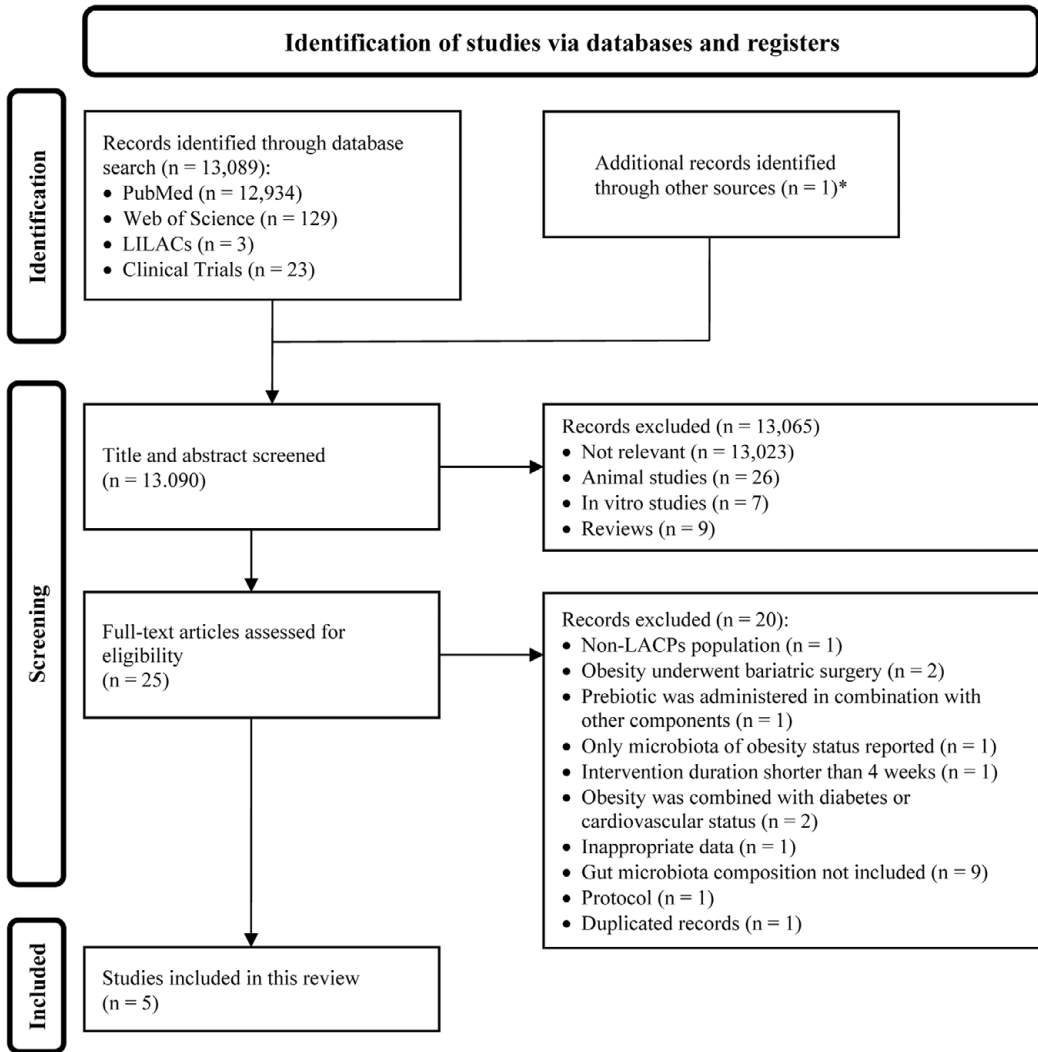 Identification of studies via databases and registers
Identification
Records identified through database
search (n = 13,089):
• PubMed (n = 12,934)
• Web of Science (n = 129)
• LILACs (n = 3)
• Clinical Trials (n = 23)
Additional records identified
through other sources (n = 1)*
Screening
Title and abstract screened
(n = 13.090)
Records excluded (n = 13,065)
• Not relevant (n = 13,023)
• Animal studies (n = 26)
• In vitro studies (n = 7)
• Reviews (n = 9)
Full-text articles assessed for
eligibility
(n = 25)
Records excluded (n = 20):
• Non-LACPs population (n = 1)
• Obesity underwent bariatric surgery (n = 2)
• Prebiotic was administered in combination with
other components (n = 1)
• Only microbiota of obesity status reported (n = 1)
• Intervention duration shorter than 4 weeks (n = 1)
• Obesity was combined with diabetes or
cardiovascular status (n = 2)
• Inappropriate data (n = 1)
• Gut microbiota composition not included (n = 9)
• Protocol (n = 1)
• Duplicated records (n = 1)
Included
Studies included in this review
(n = 5)